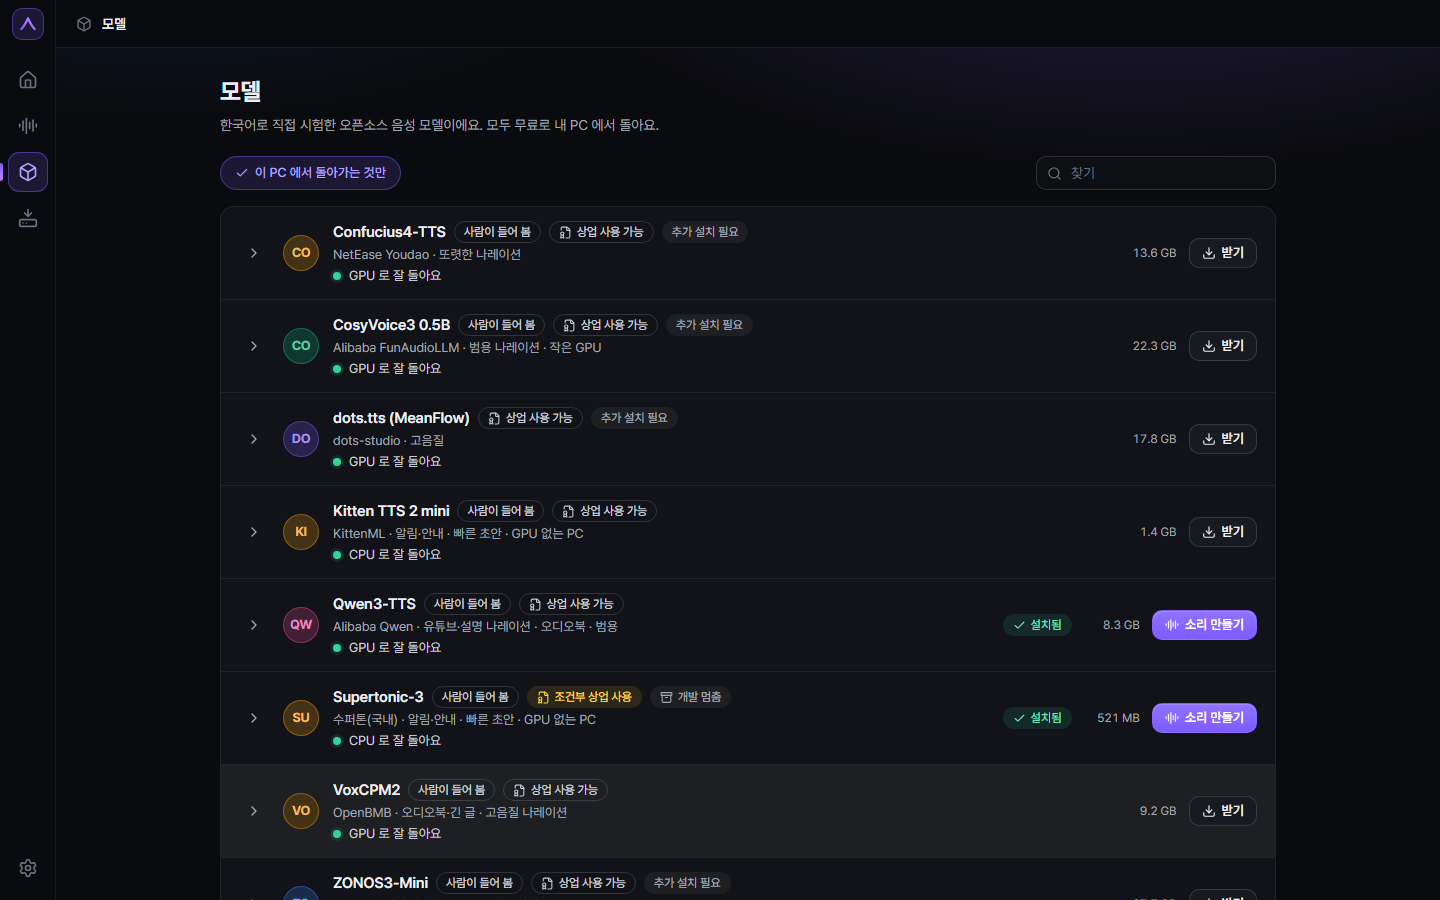 모델
모델
한국어로 직접 시험한 오픈소스 음성 모델이에요. 모두 무료로 내 PC 에서 돌아요.
이 PC 에서 돌아가는 것만
찾기
CO
Confucius4-TTS 사람이 들어 봄 상업 사용 가능 추가 설치 필요
NetEase Youdao · 또렷한 나레이션
GPU 로 잘 돌아요
13.6 GB 받기
CO
CosyVoice3 0.5B 사람이 들어 봄 상업 사용 가능 추가 설치 필요
Alibaba FunAudioLLM · 범용 나레이션 · 작은 GPU
GPU 로 잘 돌아요
22.3 GB 받기
DO
dots.tts (MeanFlow) 상업 사용 가능 추가 설치 필요
dots-studio · 고음질
GPU 로 잘 돌아요
17.8 GB 받기
KI
Kitten TTS 2 mini 사람이 들어 봄 상업 사용 가능
KittenML · 알림·안내 · 빠른 초안 · GPU 없는 PC
CPU 로 잘 돌아요
1.4 GB 받기
QW
Qwen3-TTS 사람이 들어 봄 상업 사용 가능
Alibaba Qwen · 유튜브·설명 나레이션 · 오디오북 · 범용
GPU 로 잘 돌아요
설치됨 8.3 GB 소리 만들기
SU
Supertonic-3 사람이 들어 봄 조건부 상업 사용 개발 멈춤
수퍼톤(국내) · 알림·안내 · 빠른 초안 · GPU 없는 PC
CPU 로 잘 돌아요
설치됨 521 MB 소리 만들기
VO
VoxCPM2 사람이 들어 봄 상업 사용 가능
OpenBMB · 오디오북·긴 글 · 고음질 나레이션
GPU 로 잘 돌아요
9.2 GB 받기
ZONOS3-Mini 사람이 들어 봄 상업 사용 가능 추가 설치 필요